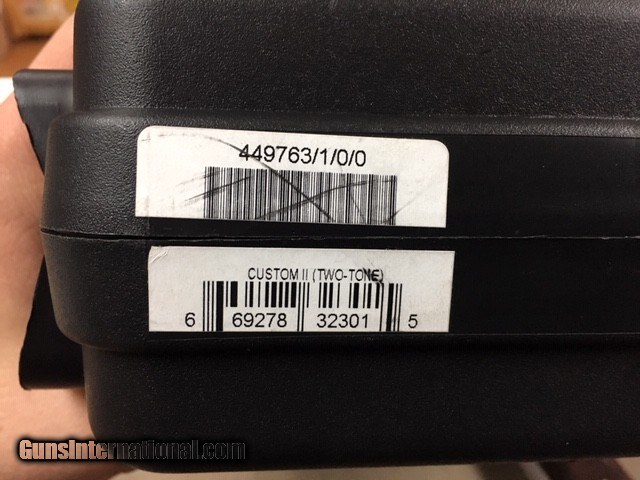 449763/1/0/0
CUSTOM II (TWO-TONE)
6 69278 32301 5
GunsInternational.com